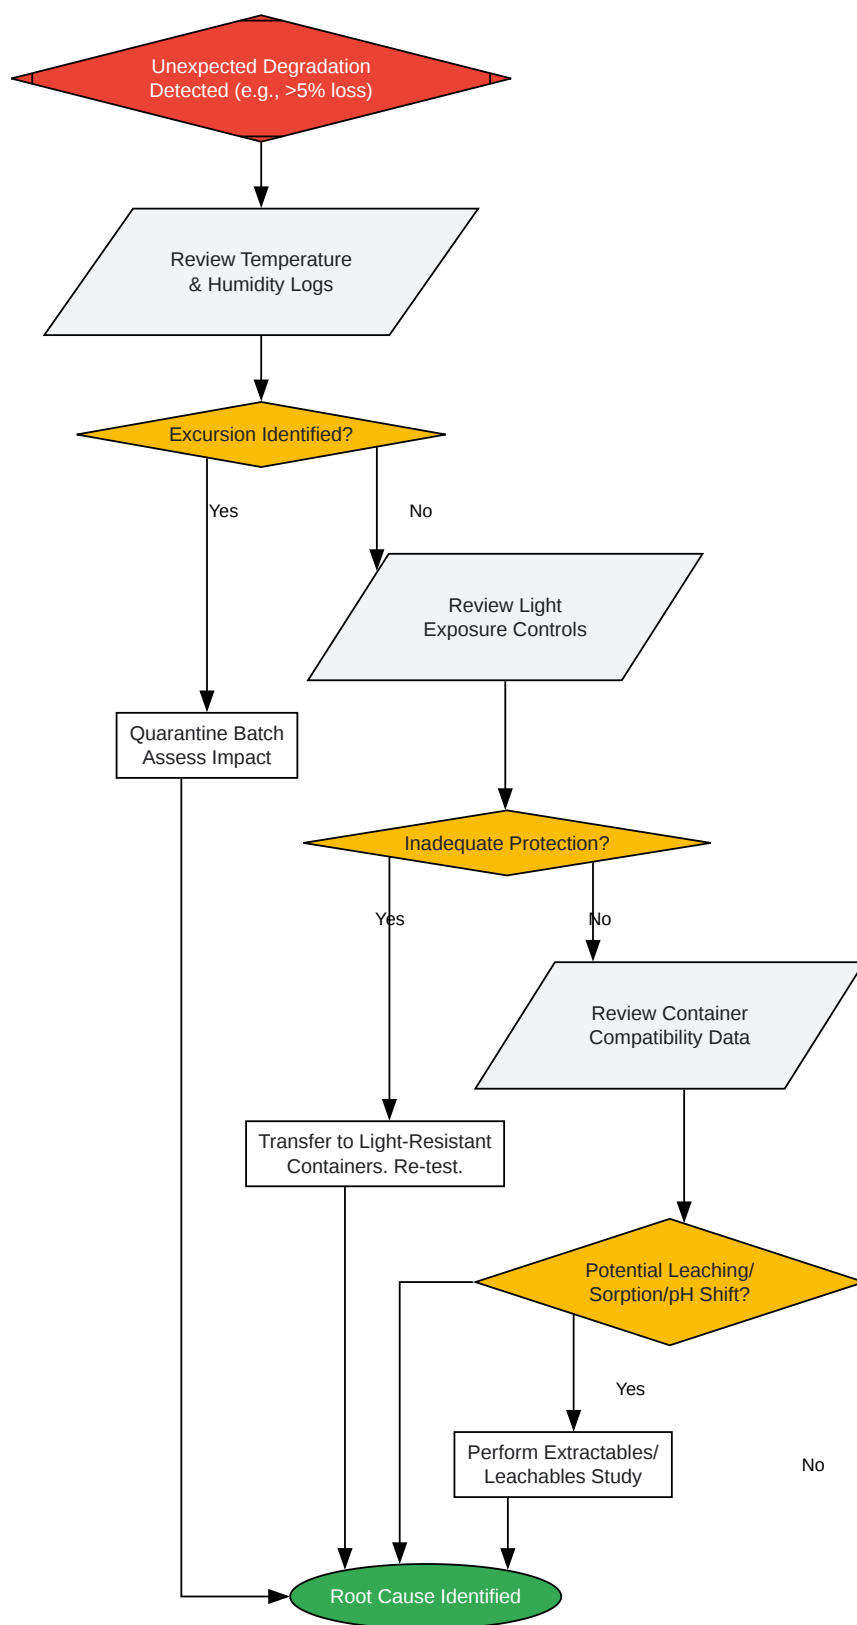 Unexpected Degradation
Detected (e.g., >5% loss)
Review Temperature
& Humidity Logs
Excursion Identified?
Yes
No
Review Light
Exposure Controls
Quarantine Batch
Assess Impact
Inadequate Protection?
Yes
No
Review Container
Compatibility Data
Transfer to Light-Resistant
Containers. Re-test.
Potential Leaching/
Sorption/pH Shift?
Yes
Perform Extractables/
Leachables Study
No
Root Cause Identified